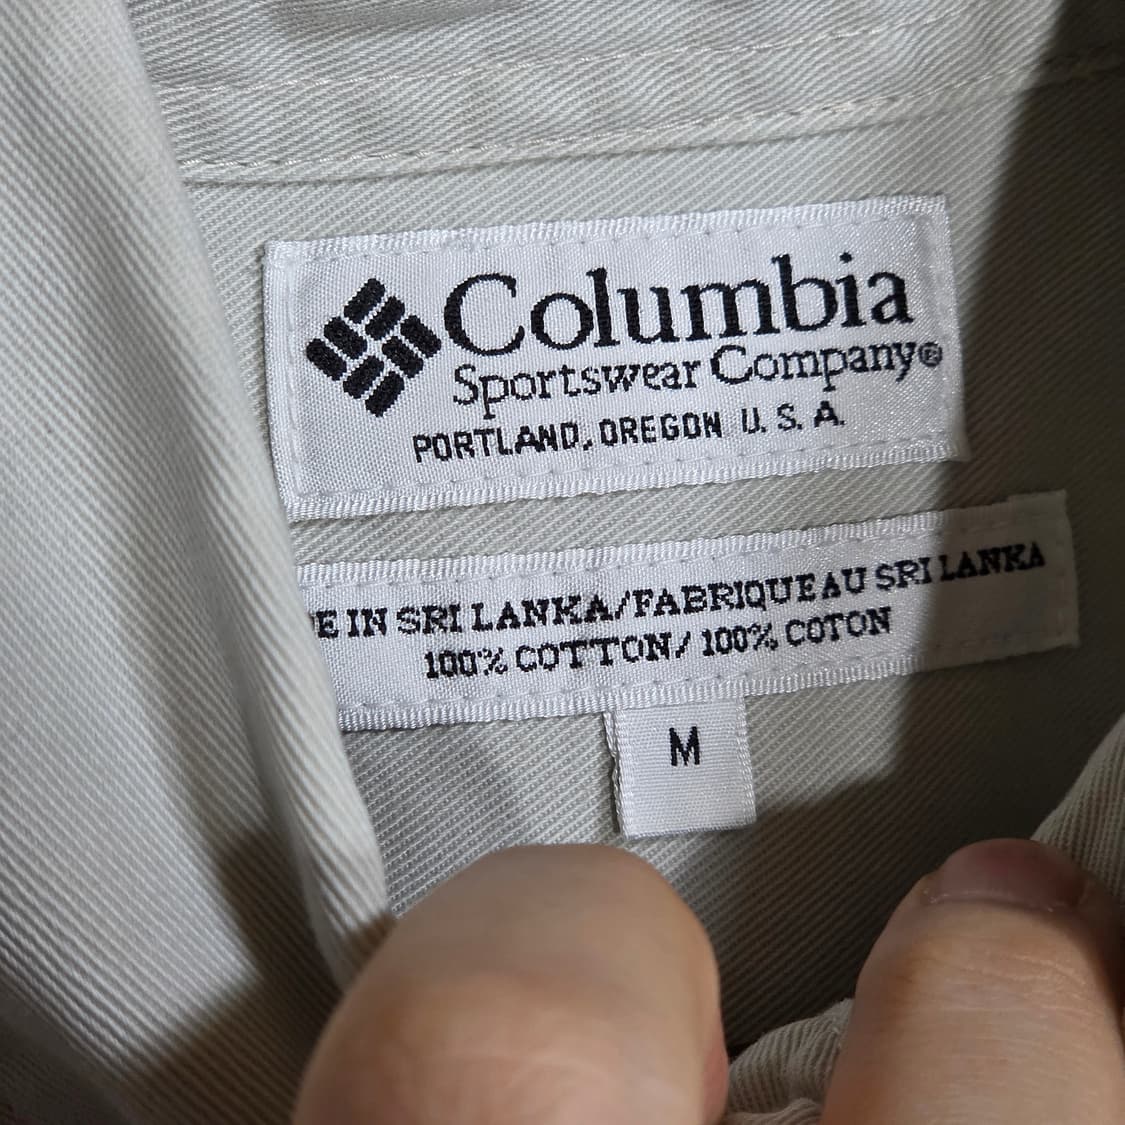 Columbia
Sportswear Company®
PORTLAND, OREGON U.S.A.
E IN SRI LANKA/FABRIQUE AU SRI LANKA
100% COTTON/ 100% COTON
M